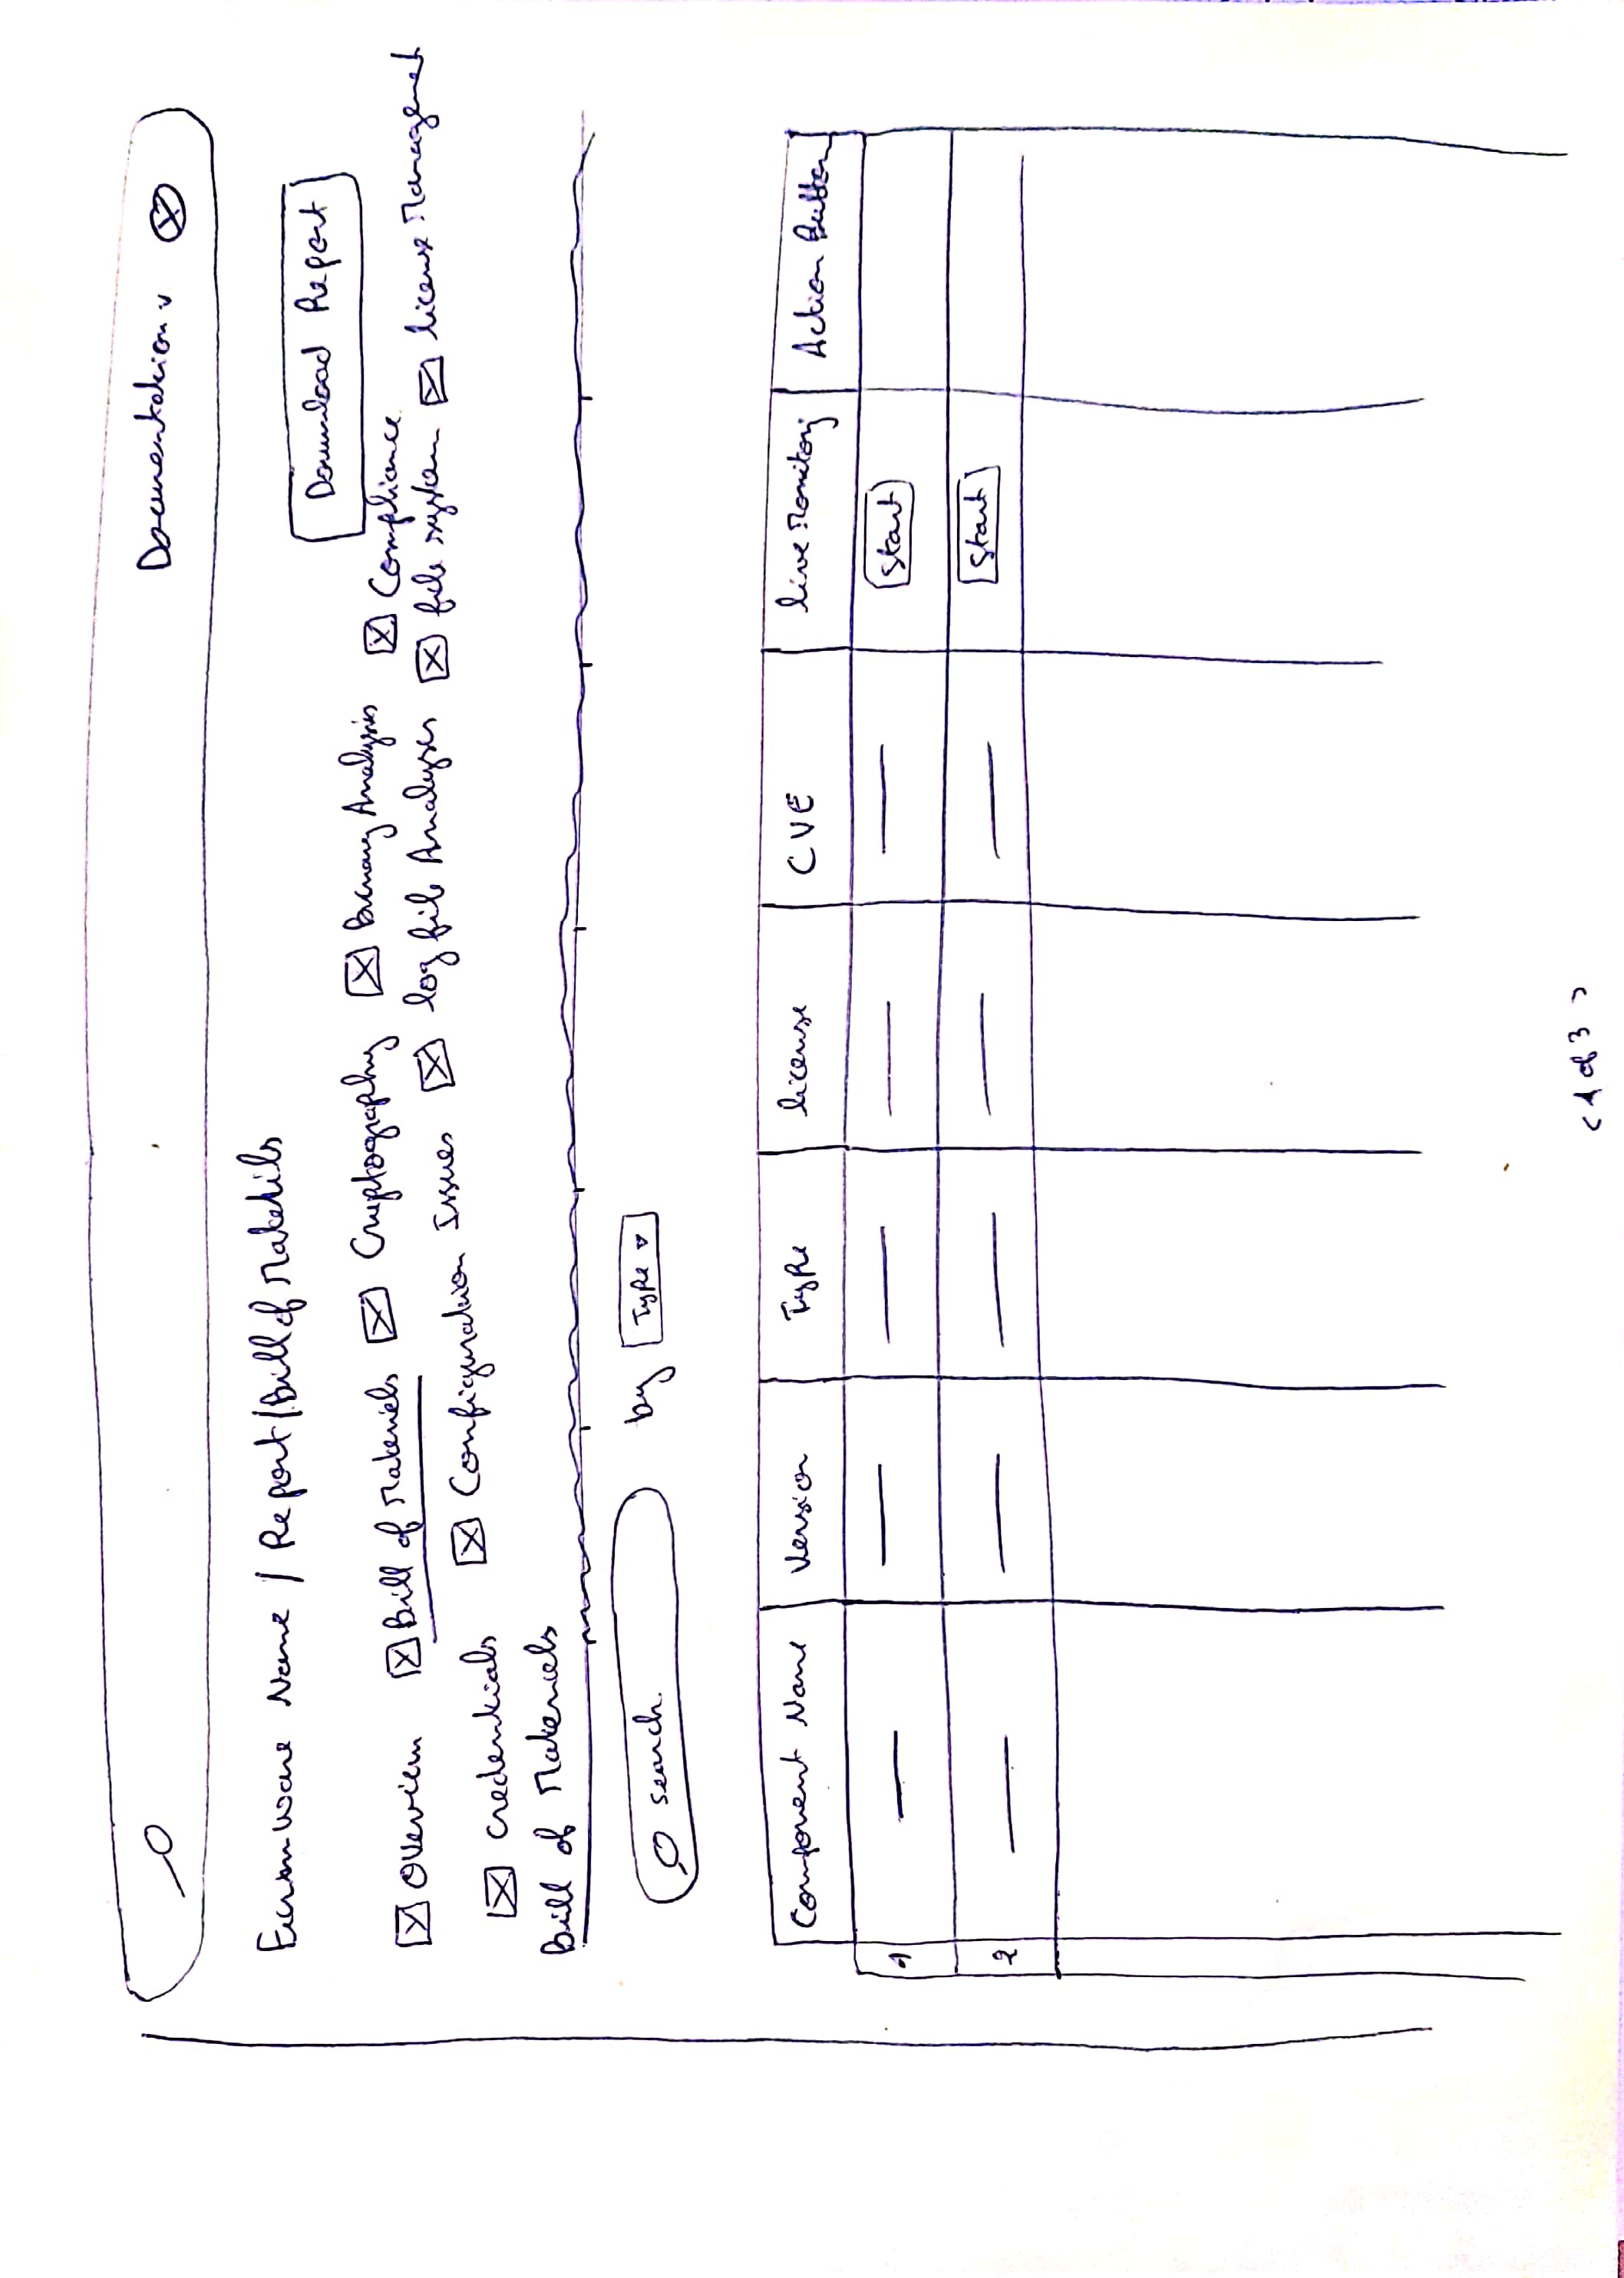 Documentation v
Firmware Name / Report / Bill of Matetils
Download Report
Overview Bill of Materials Cryptography Binary Analysis Compliance
Credentials Configuration Issues log file Analysis file system license Managemet
Bill of Materials
search. by Type
Component Name Version Type license CVE live Monitoring Action Button
1 Start
2 Start
< 1 of 3 >